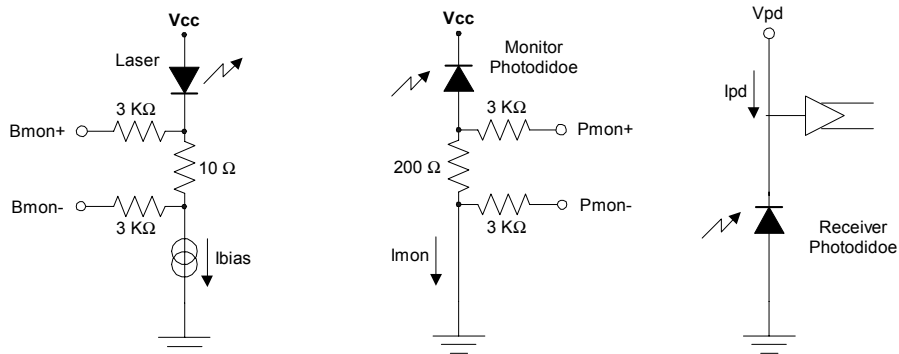 Vcc
Laser
3 KΩ
Bmon+
10 Ω
Bmon-
3 KΩ
Ibias
Vcc
Monitor
Photodidoe
3 KΩ
Pmon+
200 Ω
Pmon-
3 KΩ
Imon
Vpd
Ipd
Receiver
Photodidoe